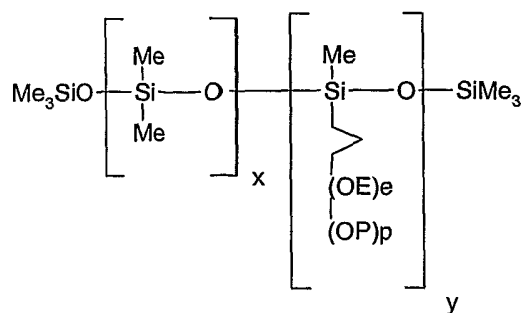 Me Me
Me₃SiO Si O Si O SiMe₃
Me
x
(OE)e
(OP)p
y